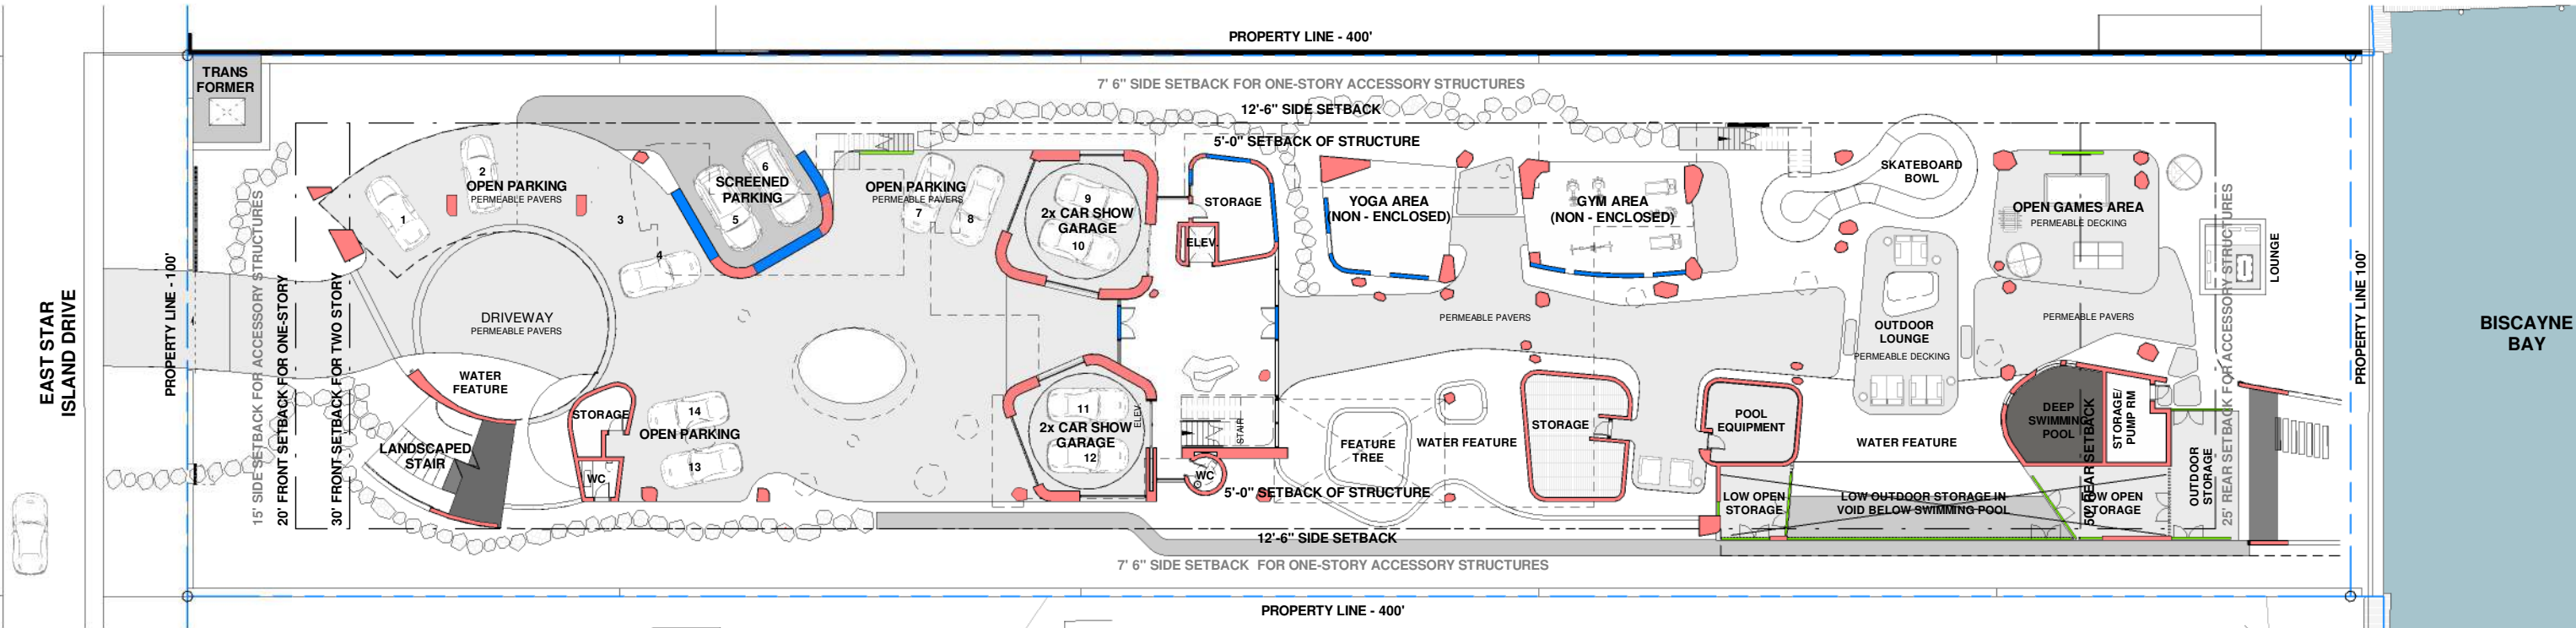 PROPERTY LINE - 400'
TRANS
FORMER
7' 6" SIDE SETBACK FOR ONE-STORY ACCESSORY STRUCTURES
12'-6" SIDE SETBACK
5'-0" SETBACK OF STRUCTURE
EAST STAR
ISLAND DRIVE
PROPERTY LINE - 100'
15' SIDE SETBACK FOR ACCESSORY STRUCTURES
20' FRONT SETBACK FOR ONE-STORY
30' FRONT-SETBACK FOR TWO STORY
1
2
OPEN PARKING
PERMEABLE PAVERS
3
4
SCREENED
PARKING
5
6
OPEN PARKING
PERMEABLE PAVERS
7
8
9
2x CAR SHOW
GARAGE
10
STORAGE
ELEV.
YOGA AREA
(NON - ENCLOSED)
GYM AREA
(NON - ENCLOSED)
SKATEBOARD
BOWL
OPEN GAMES AREA
PERMEABLE DECKING
LOUNGE
DRIVEWAY
PERMEABLE PAVERS
PERMEABLE PAVERS
OUTDOOR
LOUNGE
PERMEABLE DECKING
PERMEABLE PAVERS
PROPERTY LINE 100'
BISCAYNE
BAY
WATER
FEATURE
LANDSCAPED
STAIR
STORAGE
WC
14
OPEN PARKING
13
11
2x CAR SHOW
GARAGE
12
ELEV.
STAIR
WC
FEATURE
TREE
WATER FEATURE
STORAGE
POOL
EQUIPMENT
WATER FEATURE
DEEP
SWIMMING
POOL
STORAGE/
PUMP RM
50' REAR SETBACK
OUTDOOR
STORAGE
25' REAR SETBACK FOR ACCESSORY STRUCTURES
5'-0" SETBACK OF STRUCTURE
LOW OPEN
STORAGE
LOW OUTDOOR STORAGE IN
VOID BELOW SWIMMING POOL
LOW OPEN
STORAGE
12'-6" SIDE SETBACK
7' 6" SIDE SETBACK FOR ONE-STORY ACCESSORY STRUCTURES
PROPERTY LINE - 400'